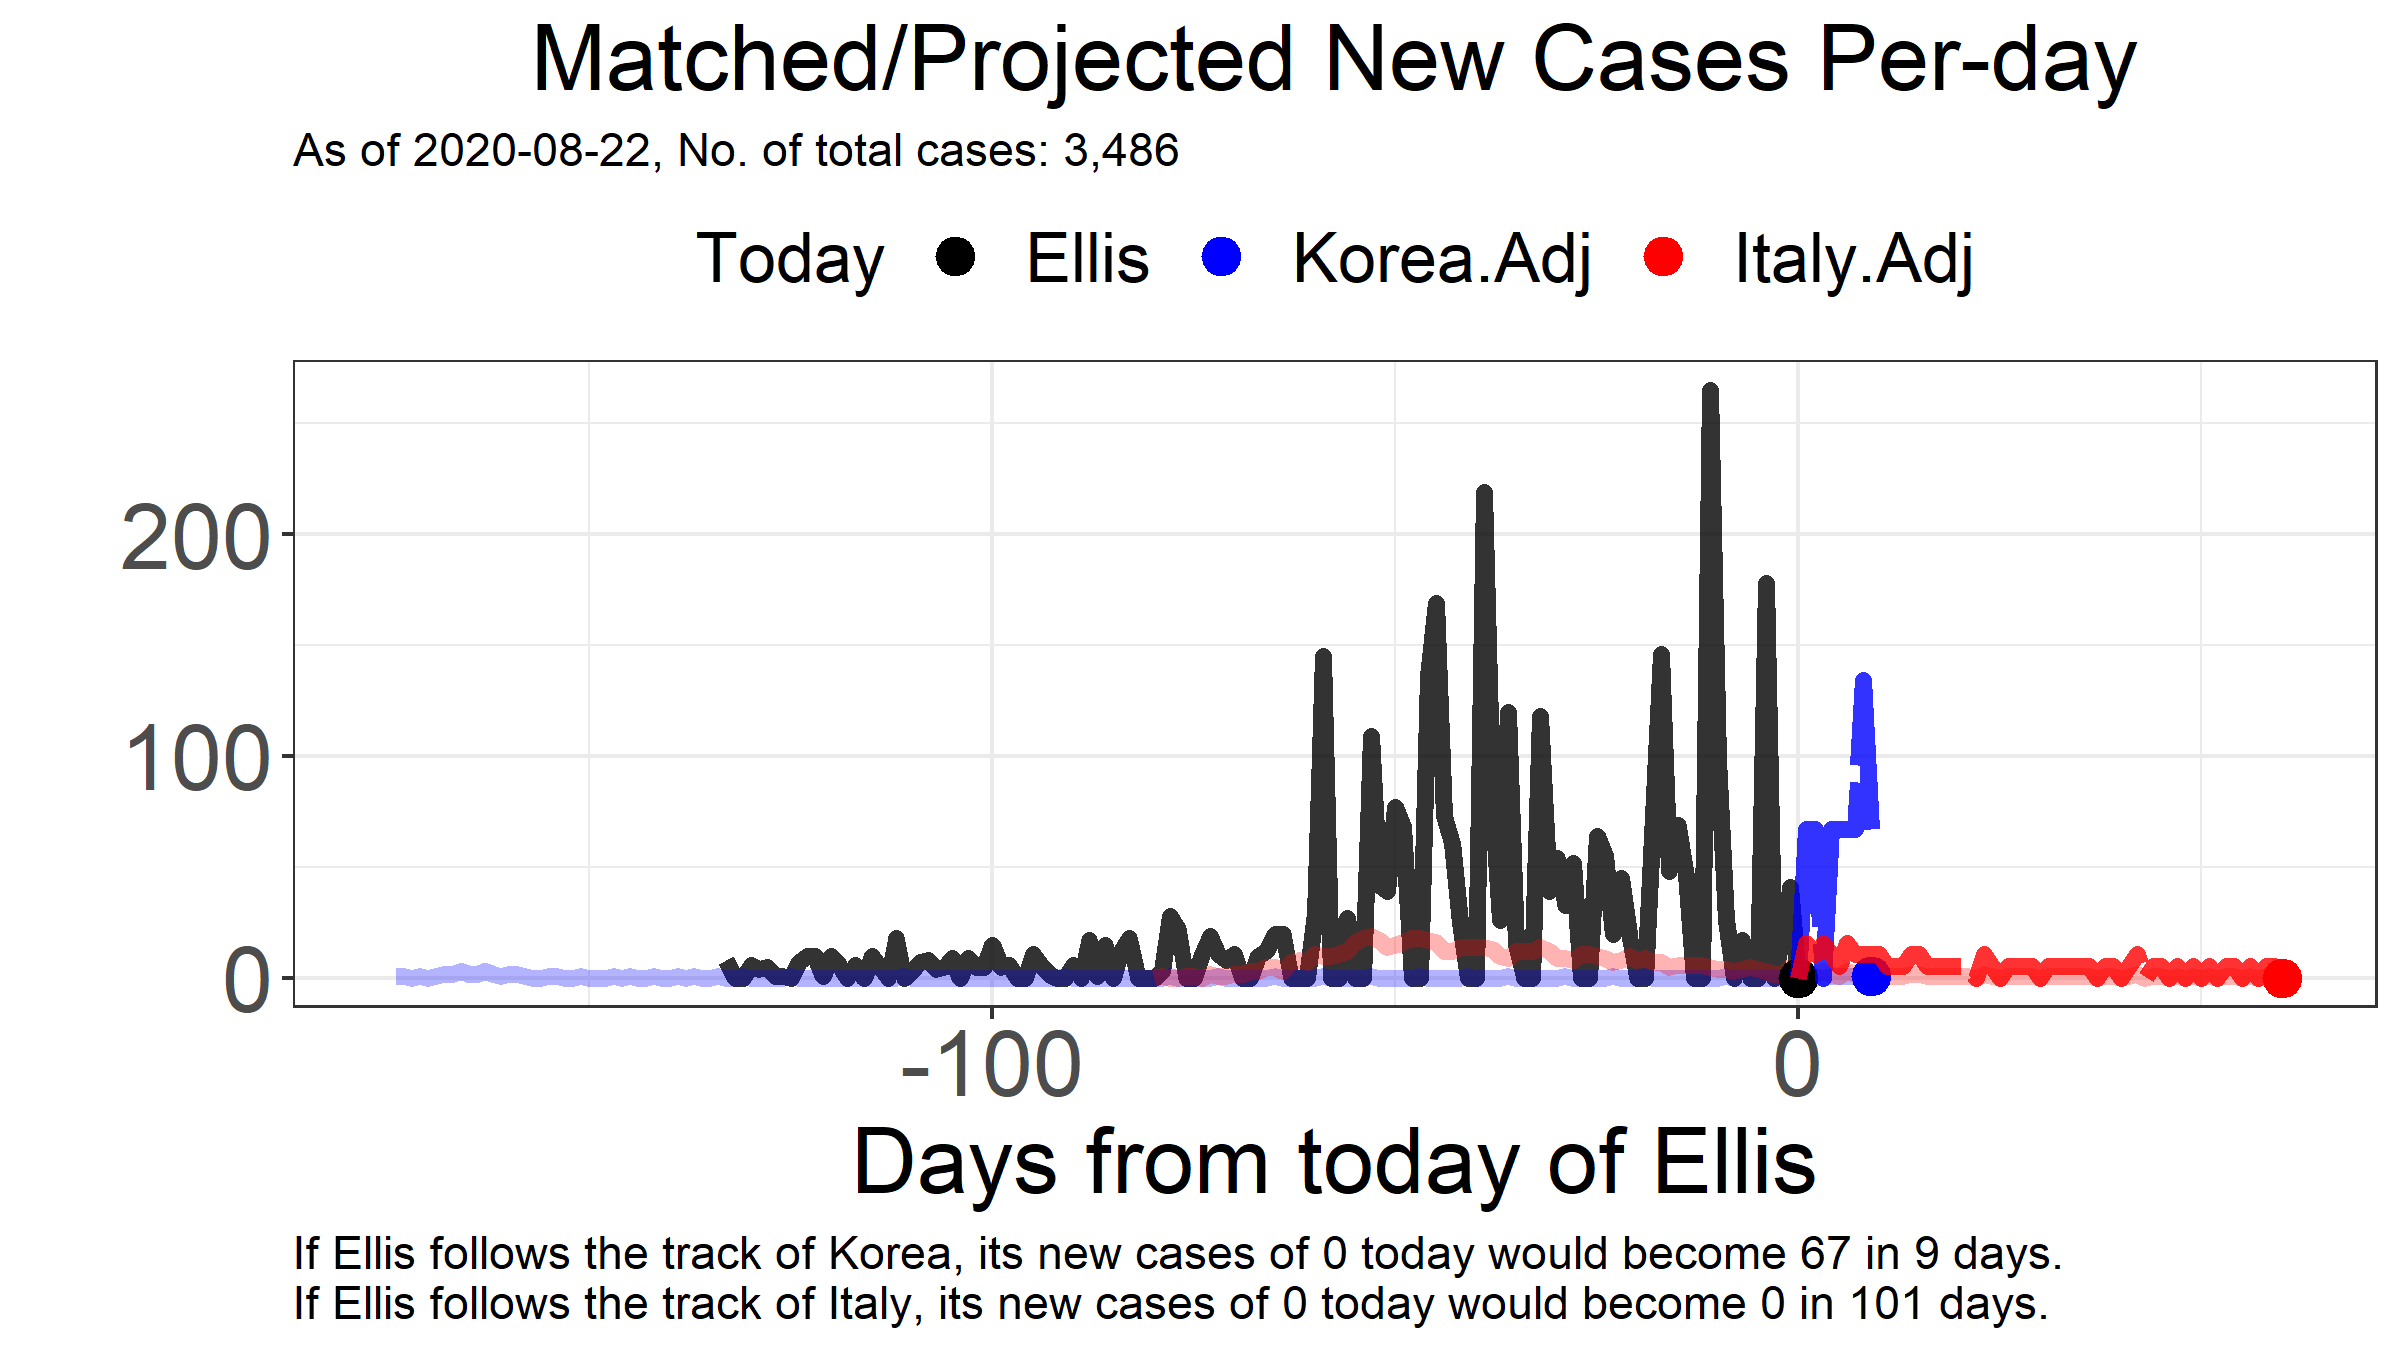 Matched/Projected New Cases Per-day
As of 2020-08-22, No. of total cases: 3,486
Today Ellis Korea.Adj Italy.Adj
200
100
0
-100 0
Days from today of Ellis
If Ellis follows the track of Korea, its new cases of 0 today would become 67 in 9 days.
If Ellis follows the track of Italy, its new cases of 0 today would become 0 in 101 days.